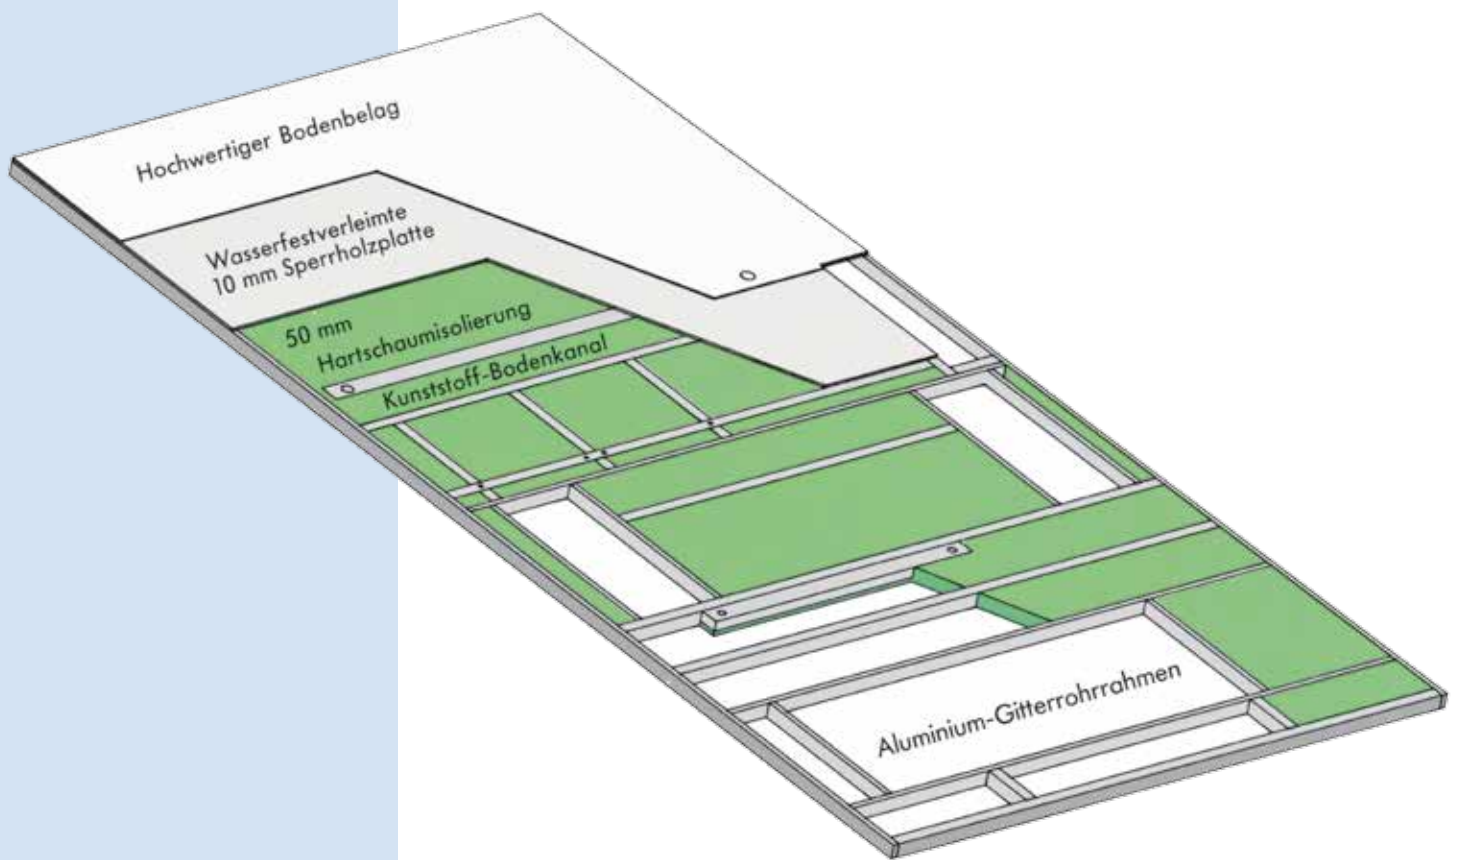 Hochwertiger Bodenbelag
Wasserfestverleimte
10 mm Sperrholzplatte
50 mm
Hartschaumisolierung
Kunststoff-Bodenkanal
Aluminium-Gitterrohrrahmen